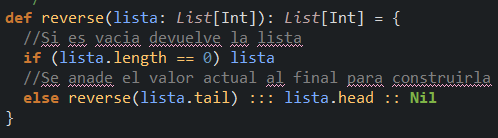 def reverse(lista: List[Int]): List[Int] = {
//Si es vacia devuelve la lista
if (lista.length == 0) lista
//Se anade el valor actual al final para construirla
else reverse(lista.tail) ::: lista.head :: Nil
}